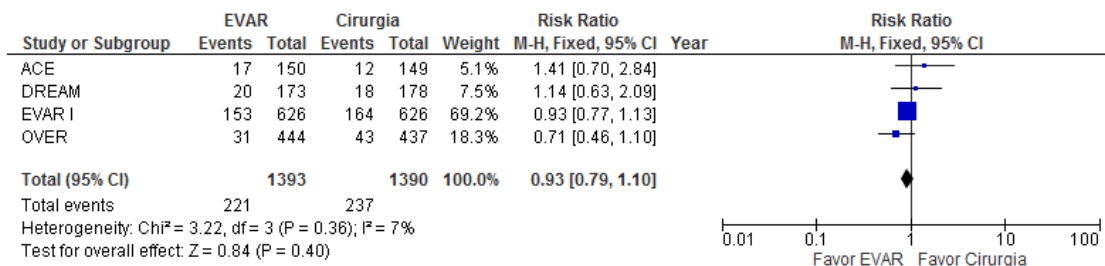 EVAR Cirurgia Risk Ratio Risk Ratio
Study or Subgroup Events Total Events Total Weight M-H, Fixed, 95% CI Year M-H, Fixed, 95% CI
ACE 17 150 12 149 5.1% 1.41 [0.70, 2.84]
DREAM 20 173 18 178 7.5% 1.14 [0.63, 2.09]
EVAR I 153 626 164 626 69.2% 0.93 [0.77, 1.13]
OVER 31 444 43 437 18.3% 0.71 [0.46, 1.10]
Total (95% CI) 1393 1390 100.0% 0.93 [0.79, 1.10]
Total events 221 237
Heterogeneity: Chi² = 3.22, df = 3 (P = 0.36); I² = 7%
Test for overall effect: Z = 0.84 (P = 0.40)
0.01 0.1 1 10 100
Favor EVAR Favor Cirurgia